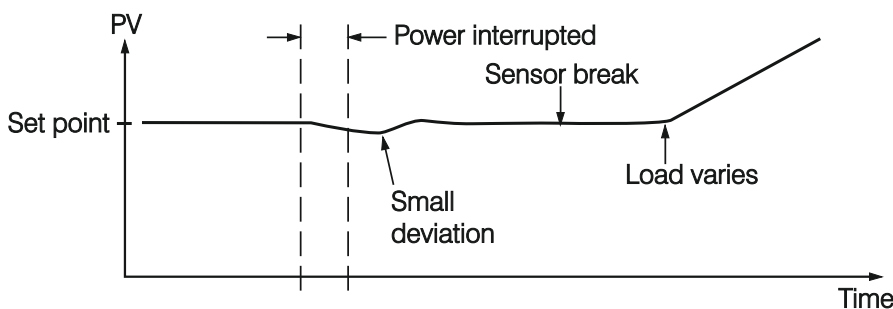 PV
Power interrupted
Sensor break
Set point
Load varies
Small
deviation
Time